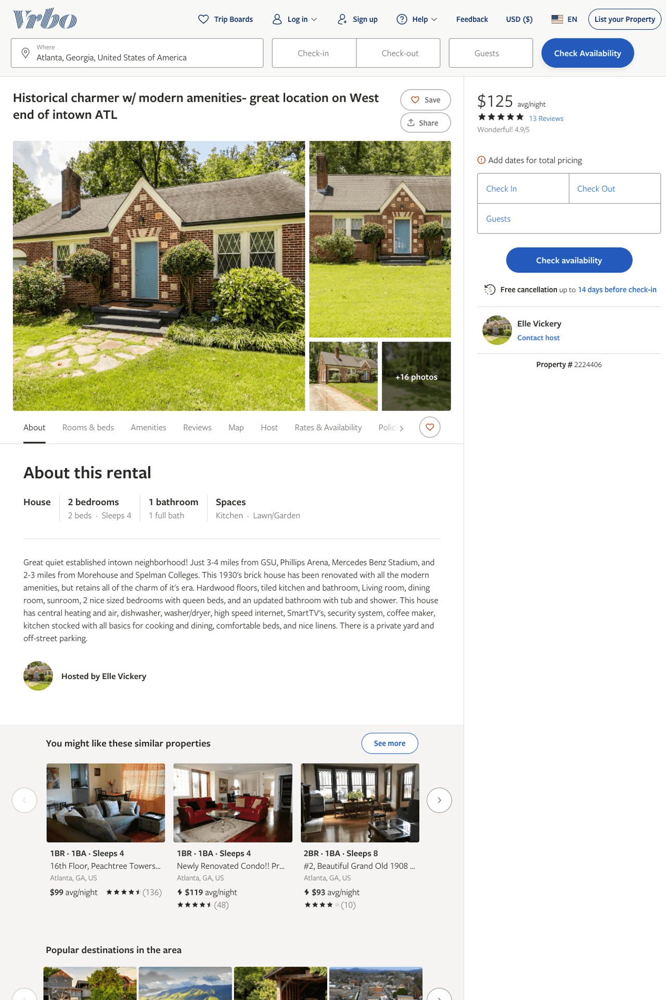 Vrbo
Trip Boards
Log in
Sign up
Help
Feedback
USD ($)
EN
List your Property
Where
Atlanta, Georgia, United States of America
Check-in
Check-out
Guests
Check Availability
Historical charmer w/ modern amenities- great location on West
end of intown ATL
Save
Share
+16 photos
$125 avg/night
13 Reviews
Wonderful! 4.9/5
Add dates for total pricing
Check In
Check Out
Guests
Check availability
Free cancellation up to 14 days before check-in
Elle Vickery
Contact host
Property # 2224406
About
Rooms & beds
Amenities
Reviews
Map
Host
Rates & Availability
Polici
About this rental
House
2 bedrooms
2 beds · Sleeps 4
1 bathroom
1 full bath
Spaces
Kitchen · Lawn/Garden
Great quiet established intown neighborhood! Just 3-4 miles from GSU, Phillips Arena, Mercedes Benz Stadium, and
2-3 miles from Morehouse and Spelman Colleges. This 1930's brick house has been renovated with all the modern
amenities, but retains all of the charm of it's era. Hardwood floors, tiled kitchen and bathroom, Living room, dining
room, sunroom, 2 nice sized bedrooms with queen beds, and an updated bathroom with tub and shower. This house
has central heating and air, dishwasher, washer/dryer, high speed internet, SmartTV's, security system, coffee maker,
kitchen stocked with all basics for cooking and dining, comfortable beds, and nice linens. There is a private yard and
off-street parking.
Hosted by Elle Vickery
You might like these similar properties
See more
1BR · 1BA · Sleeps 4
16th Floor, Peachtree Towers...
Atlanta, GA, US
$99 avg/night
(136)
1BR · 1BA · Sleeps 4
Newly Renovated Condo!! Pr...
Atlanta, GA, US
$119 avg/night
(48)
2BR · 1BA · Sleeps 8
#2, Beautiful Grand Old 1908 ...
Atlanta, GA, US
$93 avg/night
(10)
Popular destinations in the area